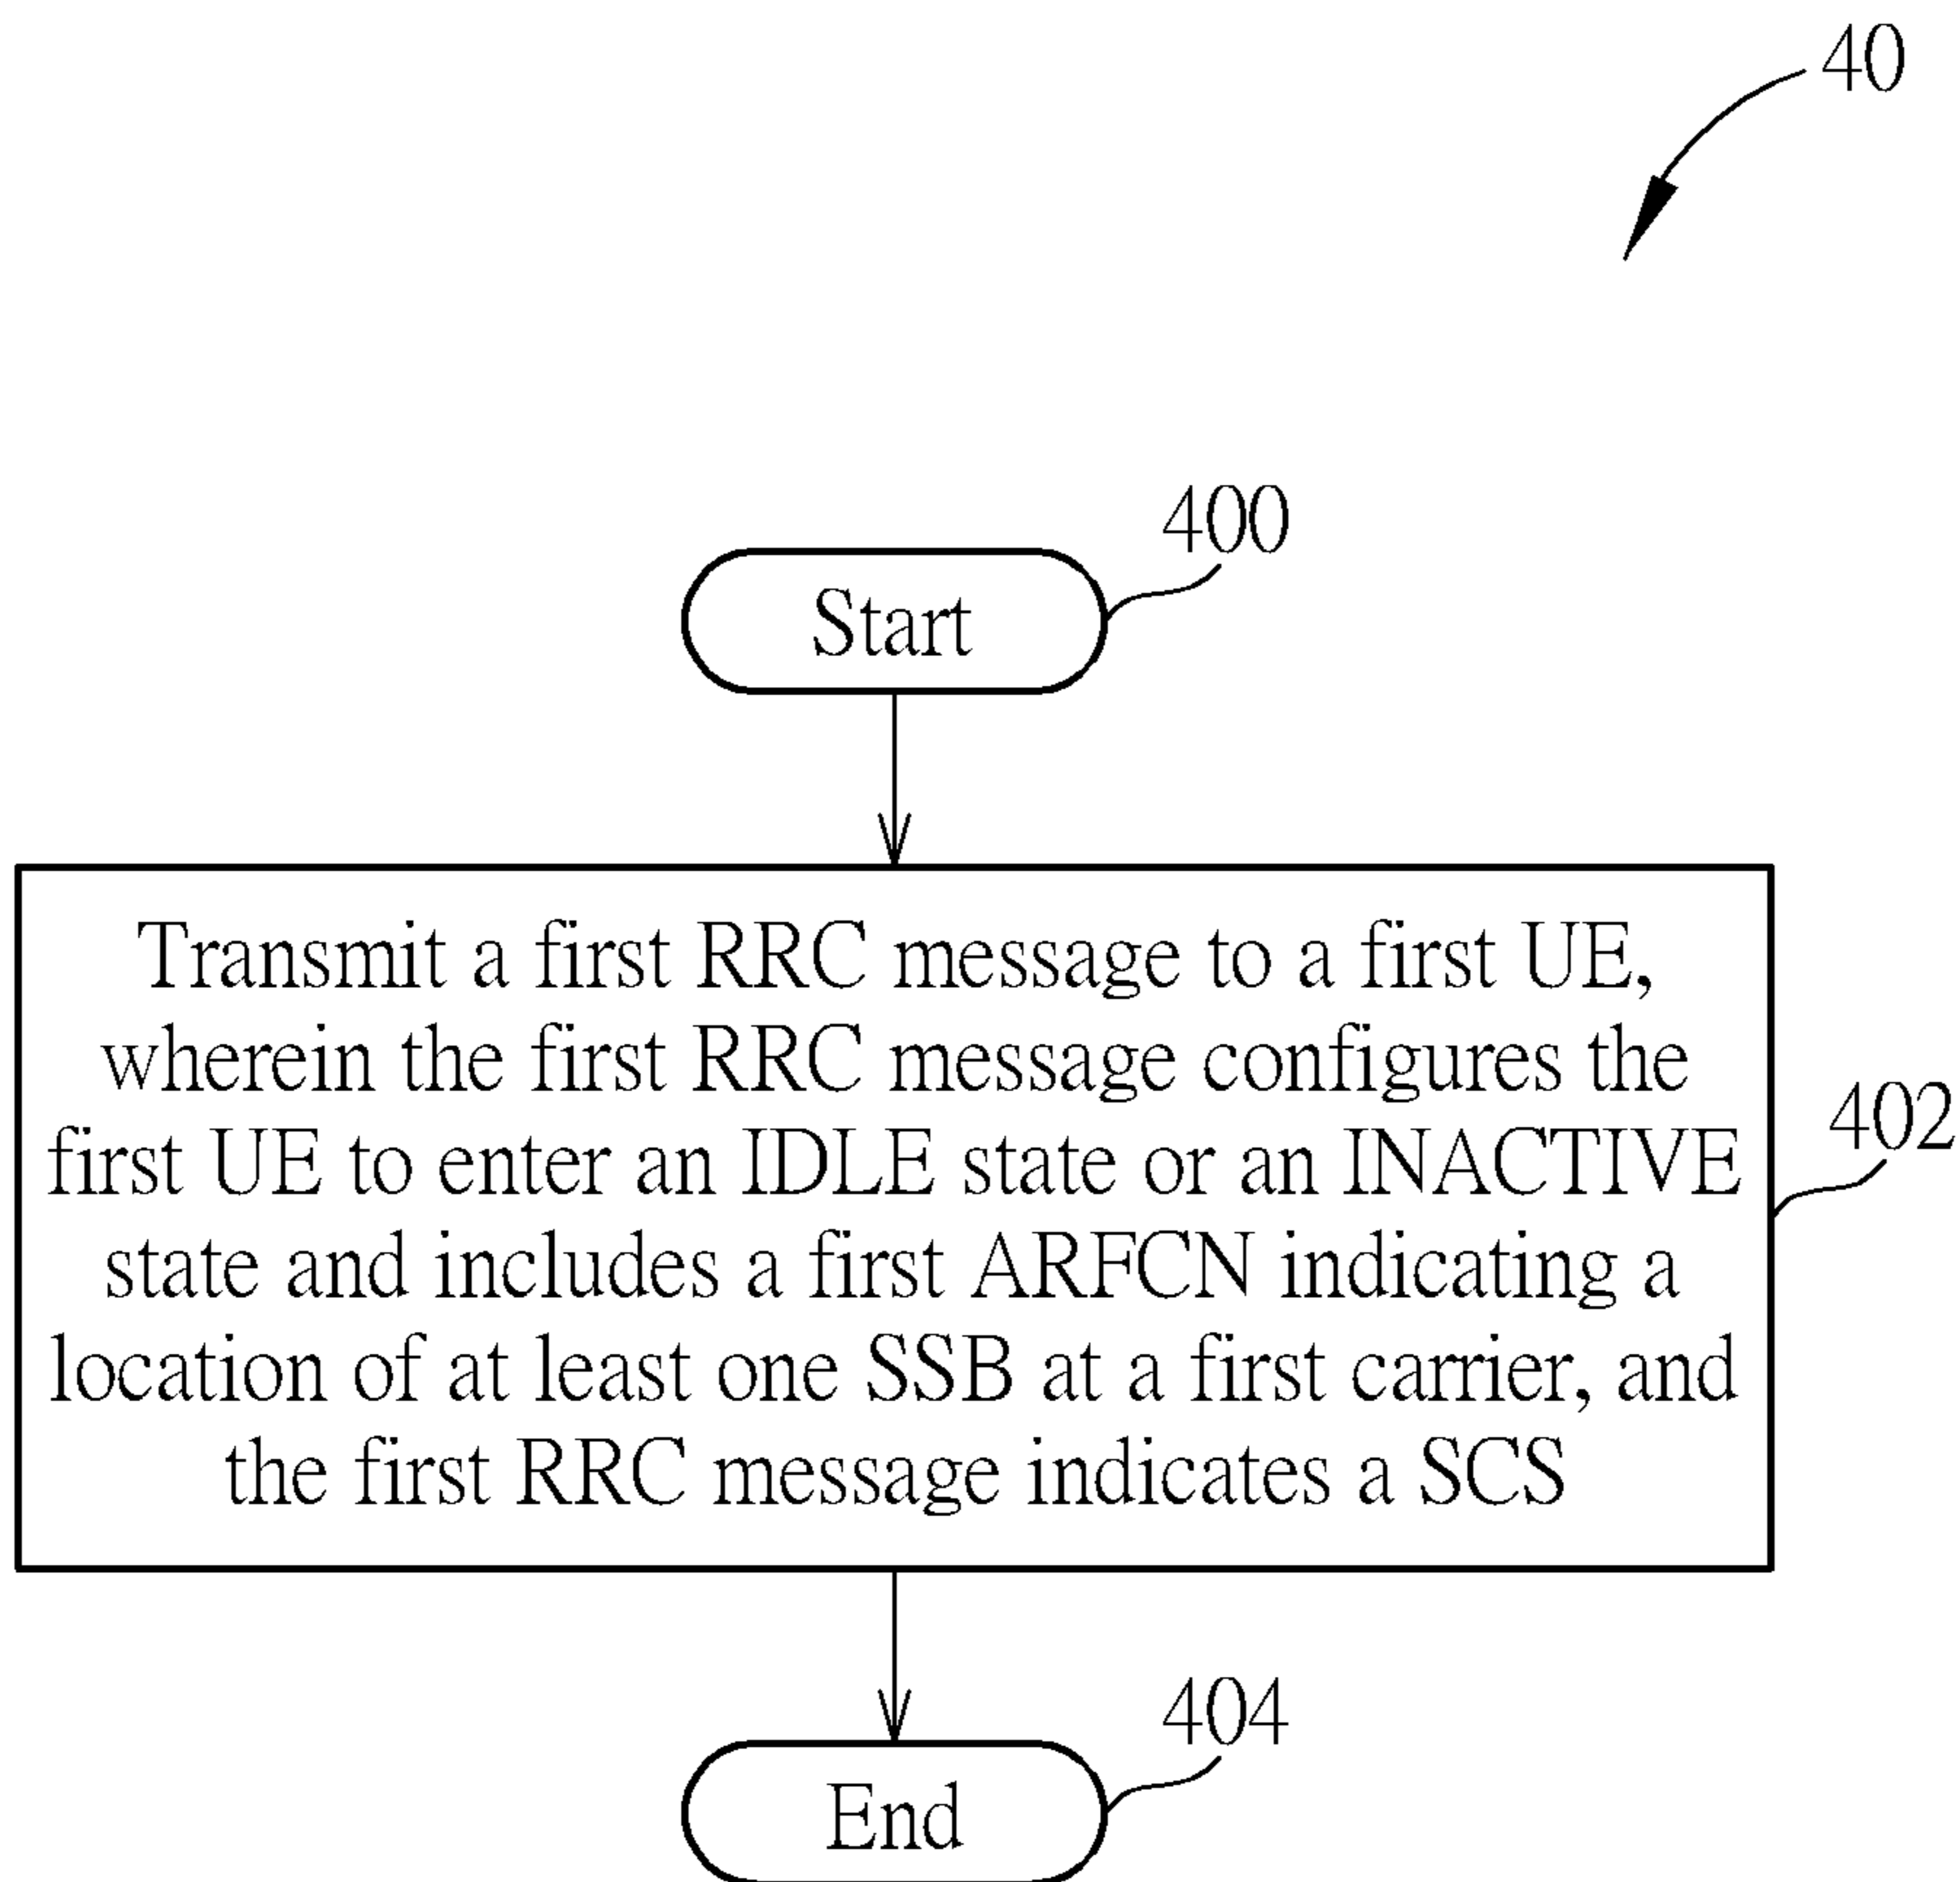 40
400
Start
Transmit a first RRC message to a first UE,
wherein the first RRC message configures the
first UE to enter an IDLE state or an INACTIVE
state and includes a first ARFCN indicating a
location of at least one SSB at a first carrier, and
the first RRC message indicates a SCS
402
404
End